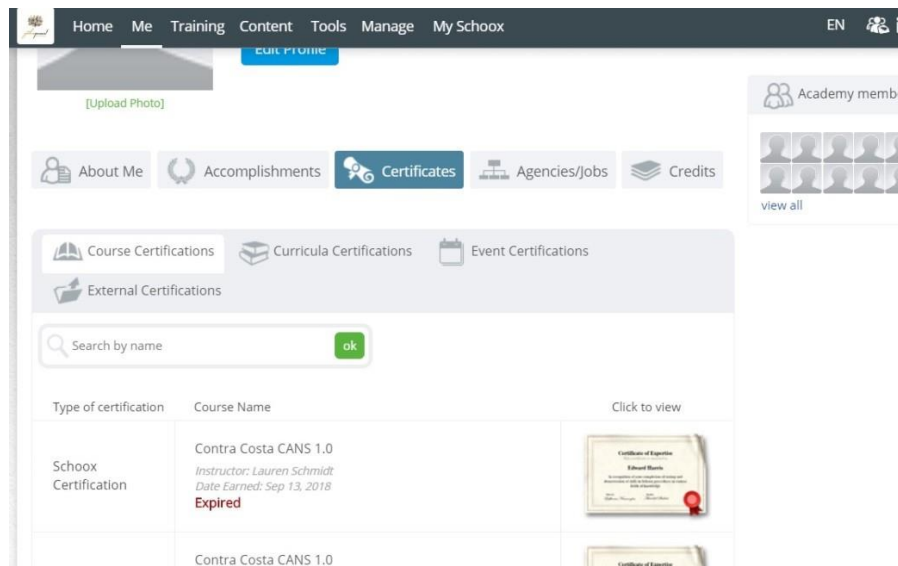 Home Me Training Content Tools Manage My Schoox EN
Edit Profile
[Upload Photo]
Academy memb
view all
About Me Accomplishments Certificates Agencies/Jobs Credits
Course Certifications Curricula Certifications Event Certifications
External Certifications
Search by name ok
Type of certification Course Name Click to view
Schoox
Certification
Contra Costa CANS 1.0
Instructor: Lauren Schmidt
Date Earned: Sep 13, 2018
Expired
Certificate of Expertise
Edward Harris
Contra Costa CANS 1.0
Certificate of Expertise